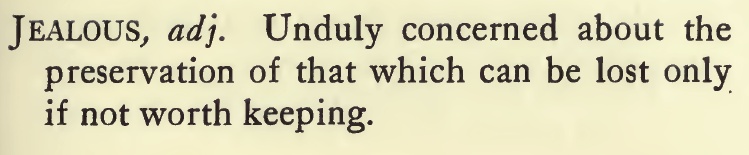 JEALOUS, adj. Unduly concerned about the
preservation of that which can be lost only
if not worth keeping.